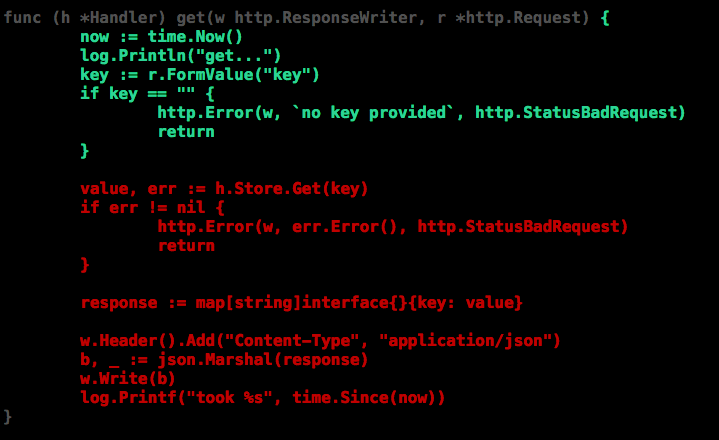 func (h *Handler) get(w http.ResponseWriter, r *http.Request) {
        now := time.Now()
        log.Println("get...")
        key := r.FormValue("key")
        if key == "" {
                http.Error(w, `no key provided`, http.StatusBadRequest)
                return
        }

        value, err := h.Store.Get(key)
        if err != nil {
                http.Error(w, err.Error(), http.StatusBadRequest)
                return
        }

        response := map[string]interface{}{key: value}

        w.Header().Add("Content-Type", "application/json")
        b, _ := json.Marshal(response)
        w.Write(b)
        log.Printf("took %s", time.Since(now))
}